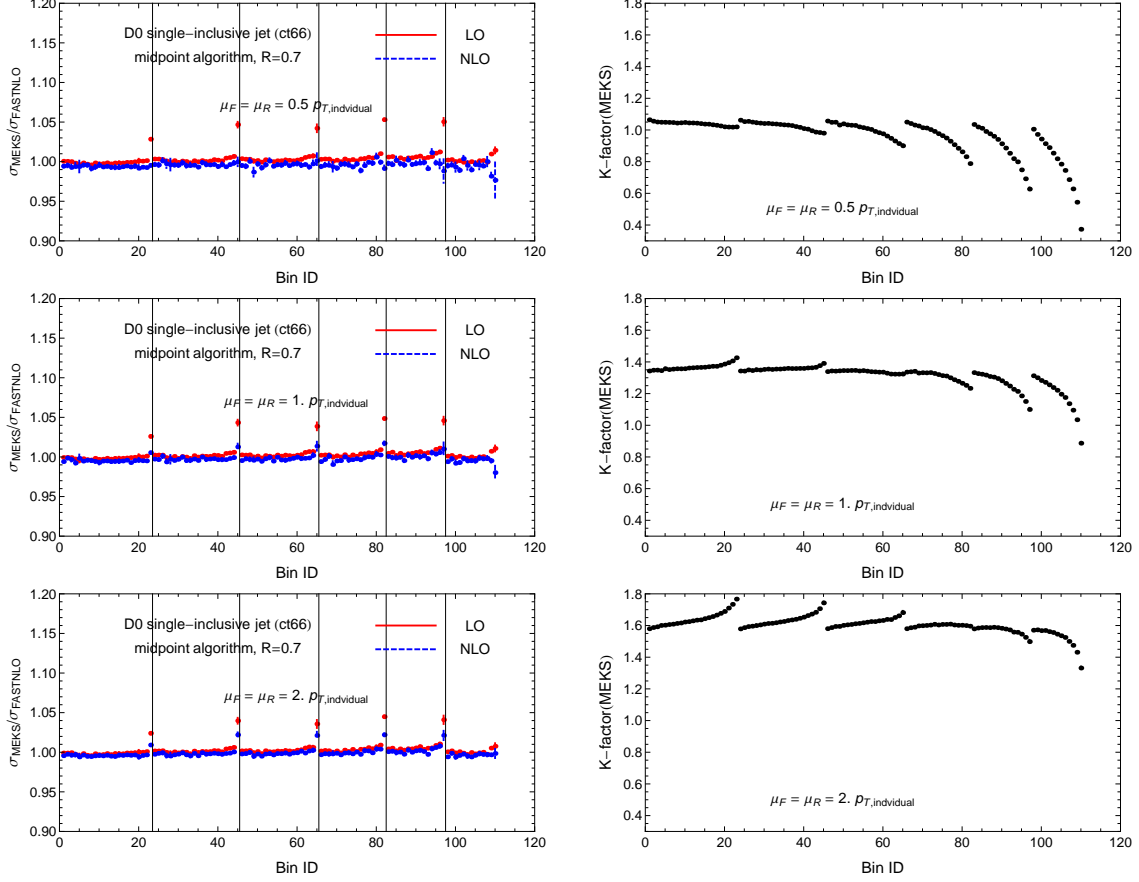 1.20
1.15
1.10
1.05
1.00
0.95
0.90
σMEKS/σFASTNLO
D0 single−inclusive jet (ct66)
midpoint algorithm, R=0.7
LO
NLO
μF = μR = 0.5 pT,indvidual
0 20 40 60 80 100 120
Bin ID
1.8
1.6
1.4
1.2
1.0
0.8
0.6
0.4
K−factor(MEKS)
μF = μR = 0.5 pT,indvidual
0 20 40 60 80 100 120
Bin ID
1.20
1.15
1.10
1.05
1.00
0.95
0.90
σMEKS/σFASTNLO
D0 single−inclusive jet (ct66)
midpoint algorithm, R=0.7
LO
NLO
μF = μR = 1. pT,indvidual
0 20 40 60 80 100 120
Bin ID
1.8
1.6
1.4
1.2
1.0
0.8
0.6
0.4
K−factor(MEKS)
μF = μR = 1. pT,indvidual
0 20 40 60 80 100 120
Bin ID
1.20
1.15
1.10
1.05
1.00
0.95
0.90
σMEKS/σFASTNLO
D0 single−inclusive jet (ct66)
midpoint algorithm, R=0.7
LO
NLO
μF = μR = 2. pT,indvidual
0 20 40 60 80 100 120
Bin ID
1.8
1.6
1.4
1.2
1.0
0.8
0.6
0.4
K−factor(MEKS)
μF = μR = 2. pT,indvidual
0 20 40 60 80 100 120
Bin ID